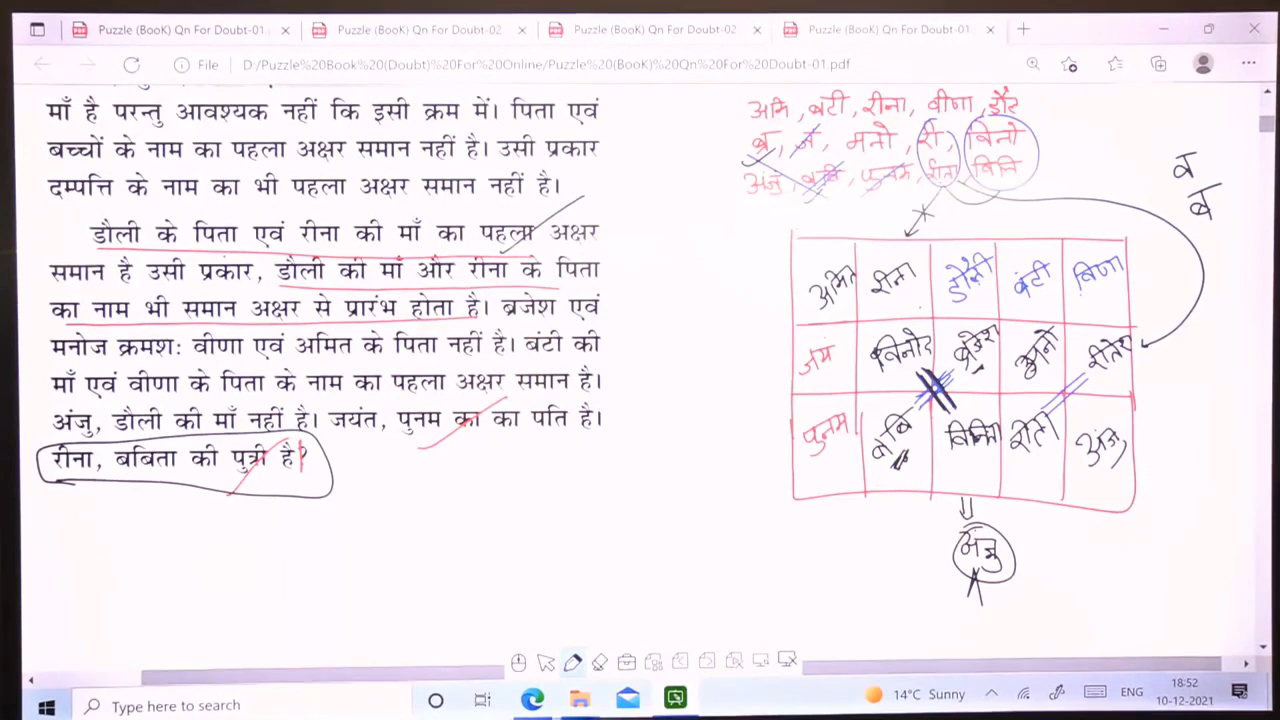 Puzzle (BooK) Qn For Doubt-01
Puzzle (BooK) Qn For Doubt-02
Puzzle (BooK) Qn For Doubt-02
Puzzle (BooK) Qn For Doubt-01
File D:/Puzzle%20Book%20(Doubt)%20For%20Online/Puzzle%20(BooK)%20Qn%20For%20Doubt-01.pdf
माँ है परन्तु आवश्यक नहीं कि इसी क्रम में। पिता एवं
बच्चों के नाम का पहला अक्षर समान नहीं है। उसी प्रकार
दम्पत्ति के नाम का भी पहला अक्षर समान नहीं है।
डौली के पिता एवं रीना की माँ का पहला अक्षर
समान है उसी प्रकार, डौली की माँ और रीना के पिता
का नाम भी समान अक्षर से प्रारंभ होता है। ब्रजेश एवं
मनोज क्रमशः वीणा एवं अमित के पिता नहीं है। बंटी की
माँ एवं वीणा के पिता के नाम का पहला अक्षर समान है।
अंजु, डौली की माँ नहीं है। जयंत, पुनम का का पति है।
रीना, बबिता की पुत्री है?
अमि, बटी, रीना, वीणा, डौट
ब्र, ज, मनो, री, विनो
अंजु, पुनम, रीता, विनि
व
ब
अमित रीना डौली बंटी विणा
जय विनोद ब्रजेश मनो रीतेश
पुनम बबि विनि रीता अंजु
अंजु
Type here to search
14°C Sunny
ENG
18:52
10-12-2021